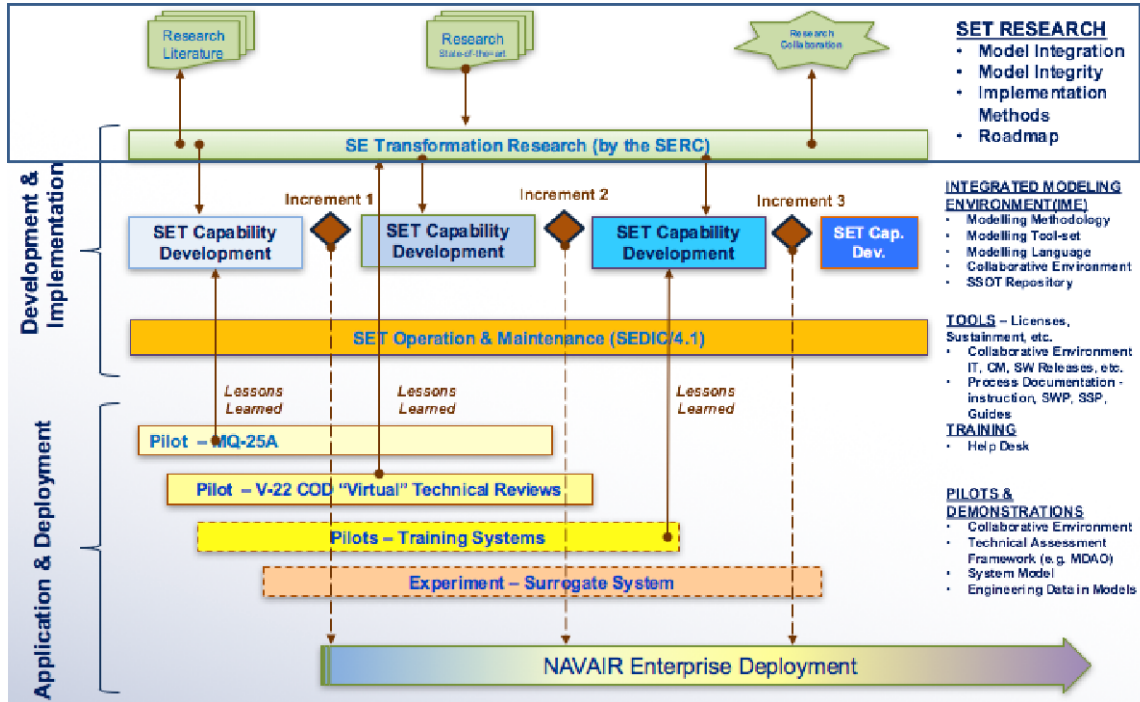 Research
Literature
Research
State-of-the-art
Research
Collaboration
SET RESEARCH
• Model Integration
• Model Integrity
• Implementation
Methods
• Roadmap
SE Transformation Research (by the SERC)
Development &
Implementation
Increment 1
Increment 2
Increment 3
SET Capability
Development
SET Capability
Development
SET Capability
Development
SET Cap.
Dev.
INTEGRATED MODELING
ENVIRONMENT(IME)
• Modelling Methodology
• Modelling Tool-set
• Modelling Language
• Collaborative Environment
• SSOT Repository
SET Operation & Maintenance (SEDIC/4.1)
TOOLS – Licenses,
Sustainment, etc.
• Collaborative Environment
IT, CM, SW Releases, etc.
• Process Documentation -
instruction, SWP, SSP,
Guides
TRAINING
• Help Desk
Lessons
Learned
Lessons
Learned
Lessons
Learned
Application & Deployment
Pilot – MQ-25A
Pilot – V-22 COD “Virtual” Technical Reviews
Pilots – Training Systems
Experiment – Surrogate System
PILOTS &
DEMONSTRATIONS
• Collaborative Environment
• Technical Assessment
Framework (e.g. MDAO)
• System Model
• Engineering Data in Models
NAVAIR Enterprise Deployment